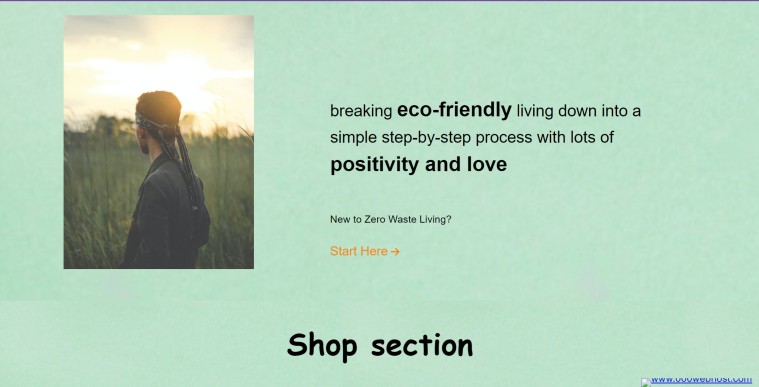 breaking eco-friendly living down into a
simple step-by-step process with lots of
positivity and love
New to Zero Waste Living?
Start Here →
Shop section
www.000webhost.com